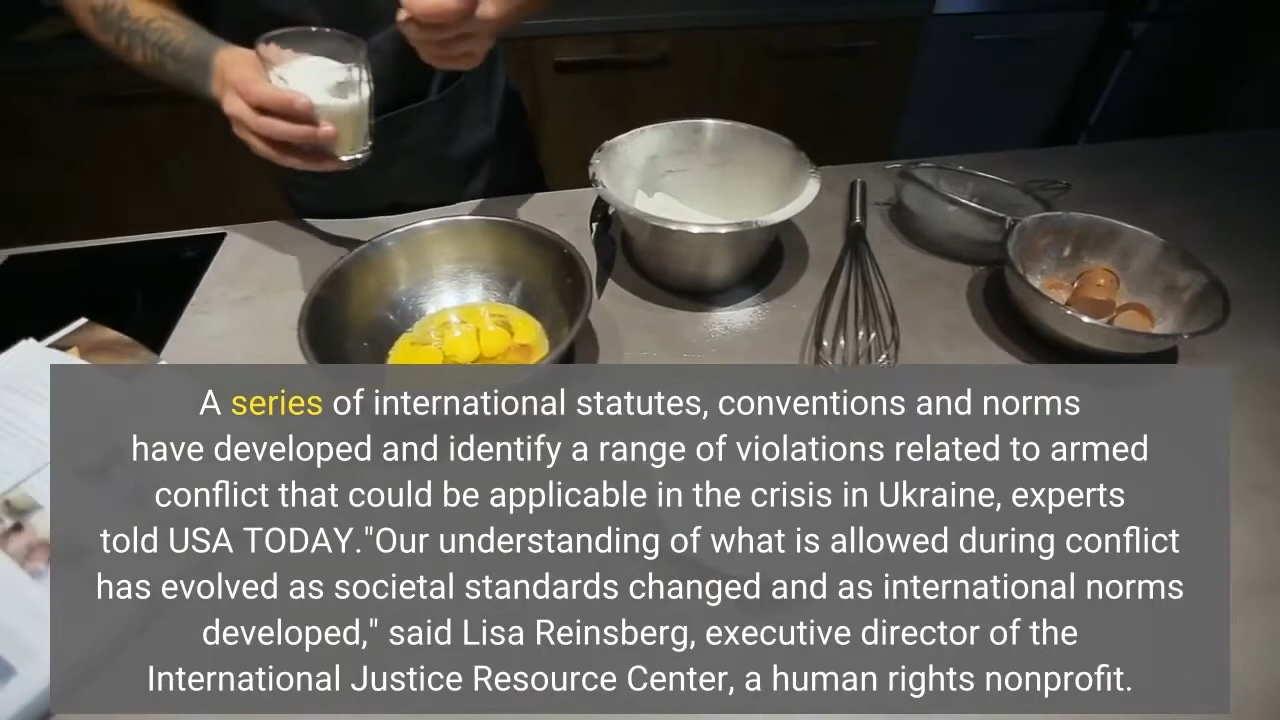 A series of international statutes, conventions and norms
have developed and identify a range of violations related to armed
conflict that could be applicable in the crisis in Ukraine, experts
told USA TODAY."Our understanding of what is allowed during conflict
has evolved as societal standards changed and as international norms
developed," said Lisa Reinsberg, executive director of the
International Justice Resource Center, a human rights nonprofit.